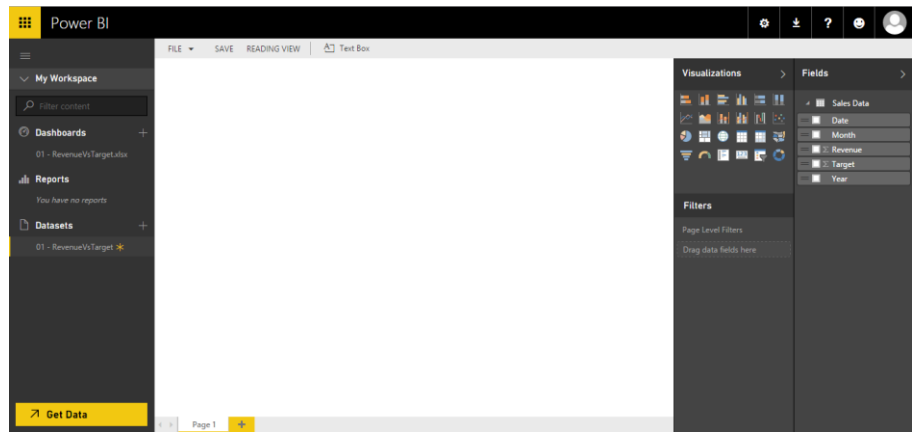 Power BI
?
FILE SAVE READING VIEW Text Box
My Workspace
Filter content
Dashboards +
01 - RevenueVsTarget.xlsx
Reports
You have no reports
Datasets +
01 - RevenueVsTarget
Get Data
Page 1 +
Visualizations >
Filters
Page Level Filters
Drag data fields here
Fields >
Sales Data
Date
Month
Σ Revenue
Σ Target
Year